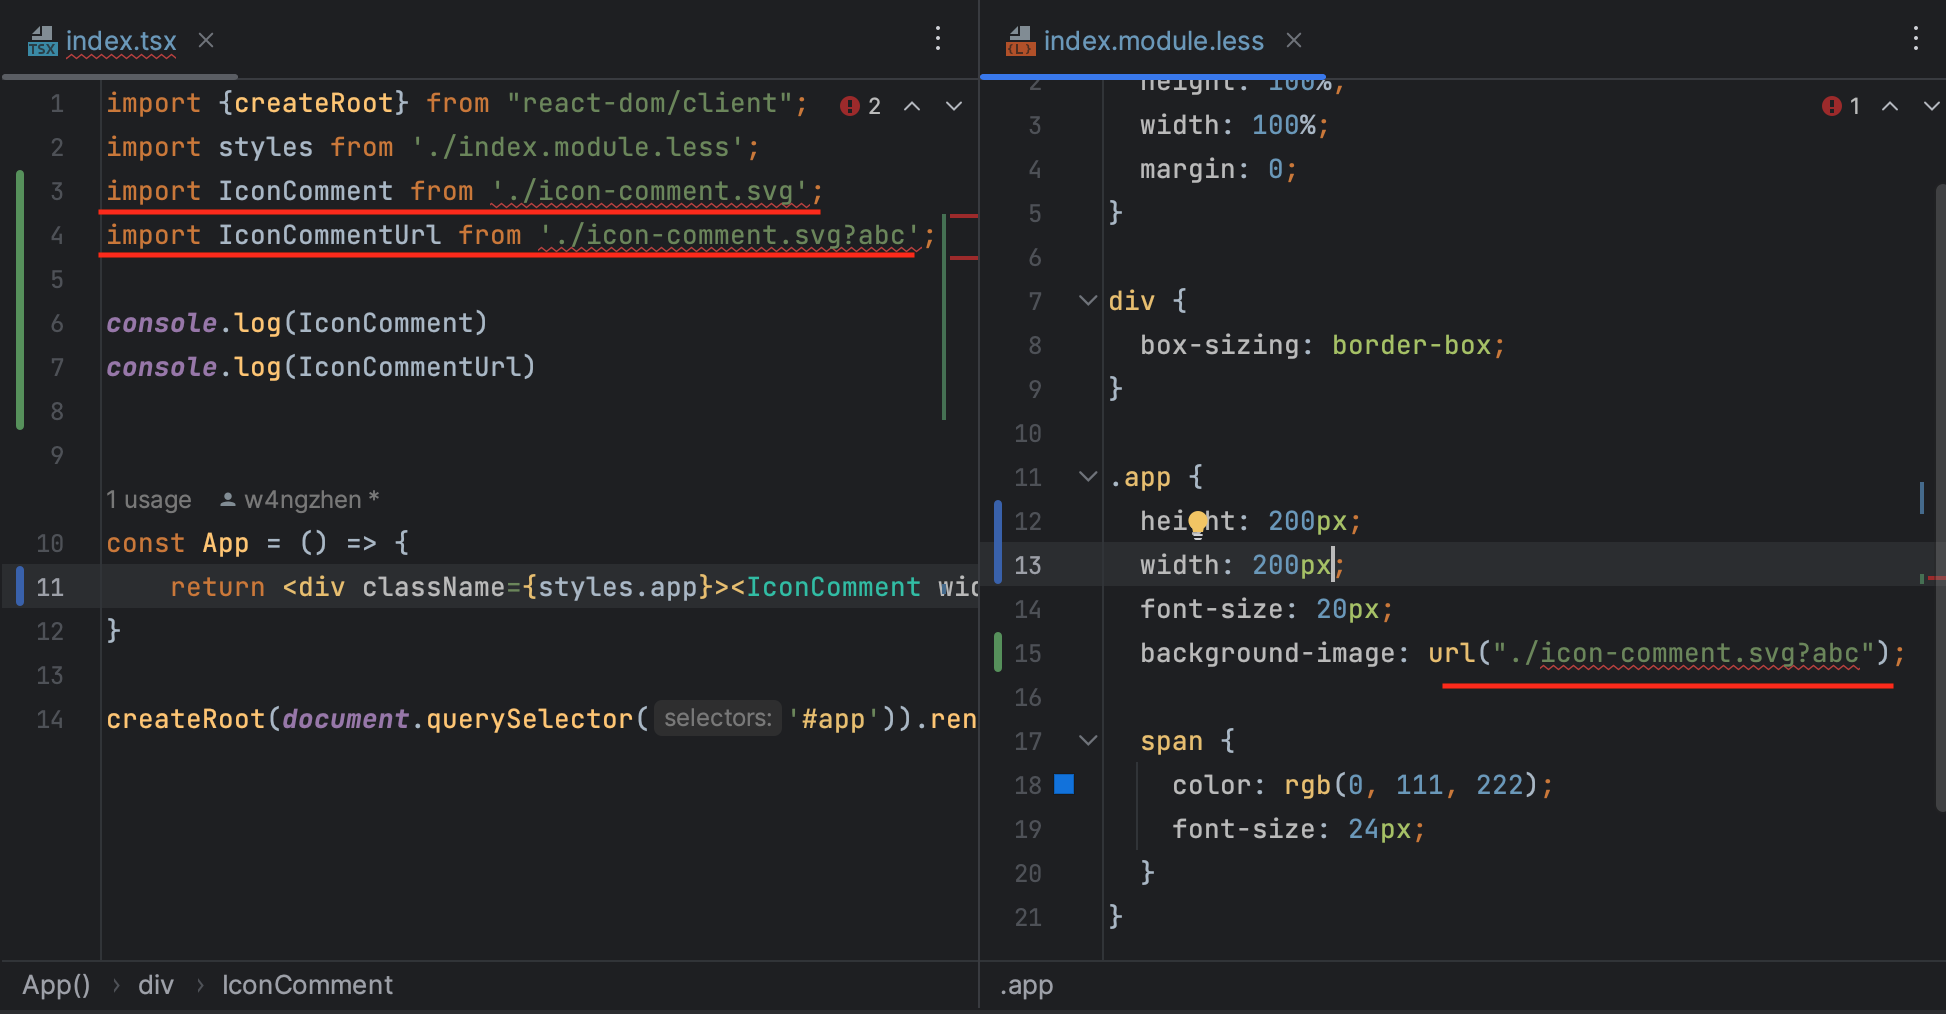 index.tsx
1 import {createRoot} from "react-dom/client"; 2
2 import styles from './index.module.less';
3 import IconComment from './icon-comment.svg';
4 import IconCommentUrl from './icon-comment.svg?abc';
5
6 console.log(IconComment)
7 console.log(IconCommentUrl)
8
9
1 usage w4ngzhen *
10 const App = () => {
11 return <div className={styles.app}><IconComment wid
12 }
13
14 createRoot(document.querySelector( selectors: '#app')).ren
App() › div › IconComment
index.module.less
2 height: 100%;
1
3 width: 100%;
4 margin: 0;
5 }
6
7 div {
8 box-sizing: border-box;
9 }
10
11 .app {
12 height: 200px;
13 width: 200px;
14 font-size: 20px;
15 background-image: url("./icon-comment.svg?abc");
16
17 span {
18 color: rgb(0, 111, 222);
19 font-size: 24px;
20 }
21 }
.app